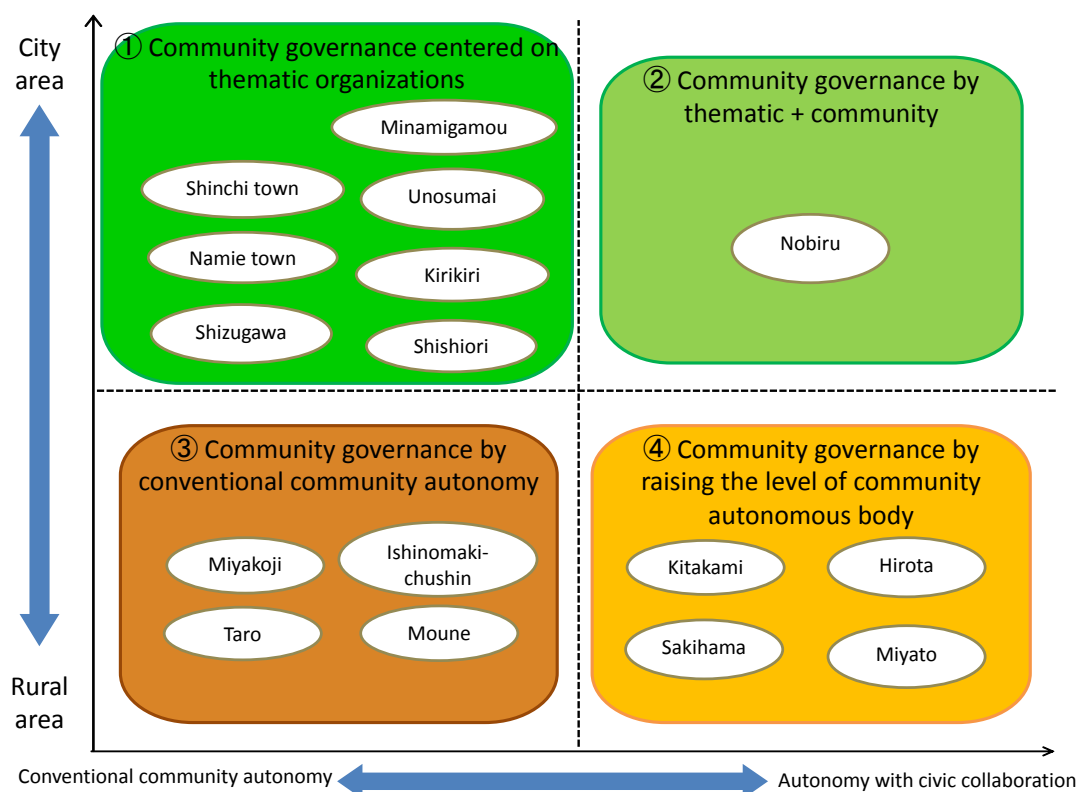 City
area
① Community governance centered on
thematic organizations
Minamigamou
Shinchi town
Unosumai
Namie town
Kirikiri
Shizugawa
Shishiori
② Community governance by
thematic + community
Nobiru
③ Community governance by
conventional community autonomy
Miyakoji
Ishinomaki-
chushin
Taro
Moune
④ Community governance by
raising the level of community
autonomous body
Kitakami
Hirota
Sakihama
Miyato
Rural
area
Conventional community autonomy
Autonomy with civic collaboration